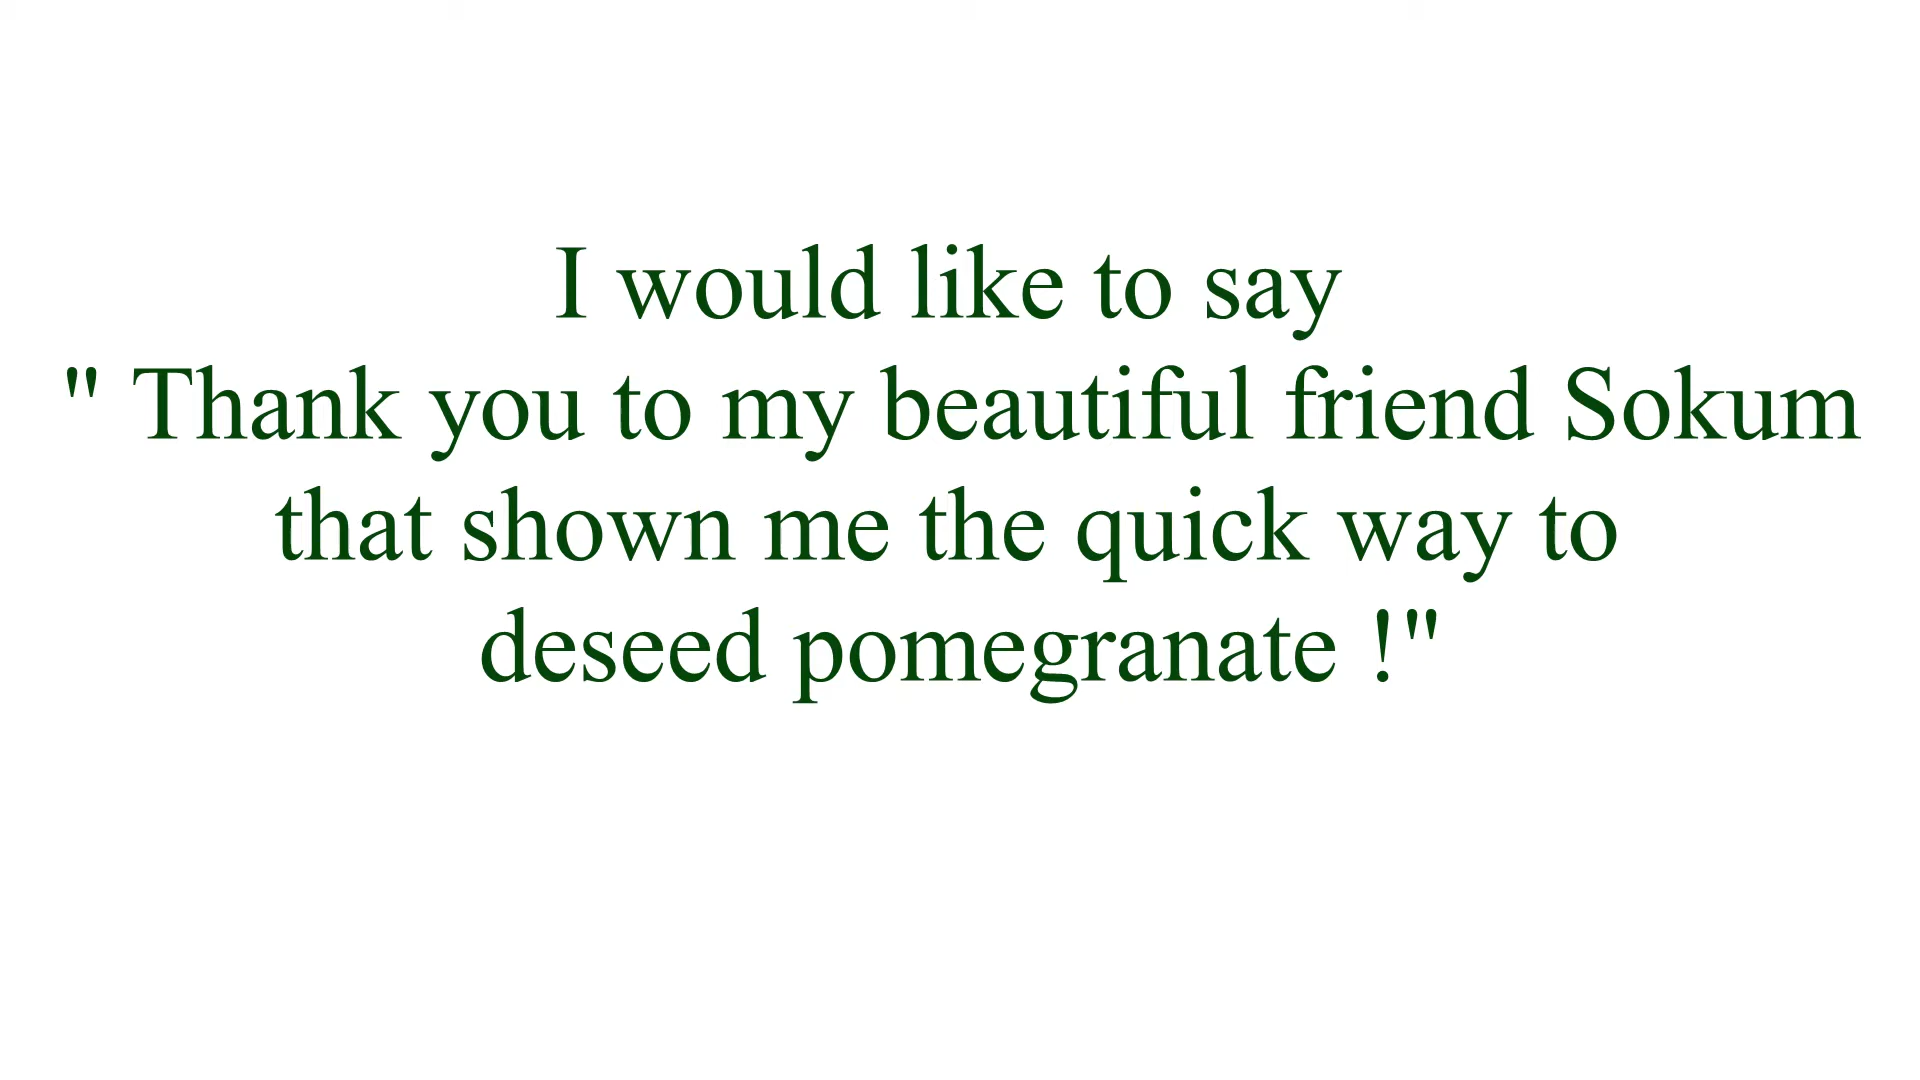 I would like to say
" Thank you to my beautiful friend Sokum
that shown me the quick way to
deseed pomegranate !"